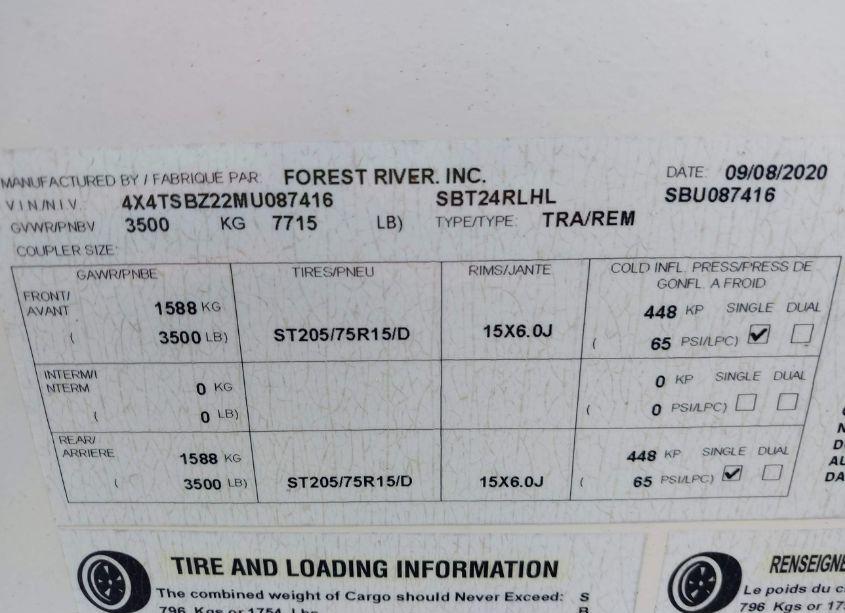 MANUFACTURED BY / FABRIQUE PAR: FOREST RIVER. INC. DATE: 09/08/2020
V I N /N.I V.: 4X4TSBZ22MU087416 SBT24RLHL SBU087416
GVWR/PNBV 3500 KG 7715 LB) TYPE/TYPE: TRA/REM
COUPLER SIZE:
GAWR/PNBE TIRES/PNEU RIMS/JANTE COLD INFL. PRESS/PRESS DE
GONFL. A FROID
FRONT/
AVANT 1588 KG 448 KP SINGLE DUAL
( 3500 LB) ST205/75R15/D 15X6.0J ( 65 PSI/LPC)
INTERM/I
NTERM 0 KG 0 KP SINGLE DUAL
( 0 LB) ( 0 PSI/LPC)
REAR/
ARRIERE 1588 KG 448 KP SINGLE DUAL
( 3500 LB) ST205/75R15/D 15X6.0J ( 65 PSI/LPC)
TIRE AND LOADING INFORMATION
The combined weight of Cargo should Never Exceed:
796 Kgs or 1754 Lbs
RENSEIGNE
Le poids du c
796 Kgs or 17